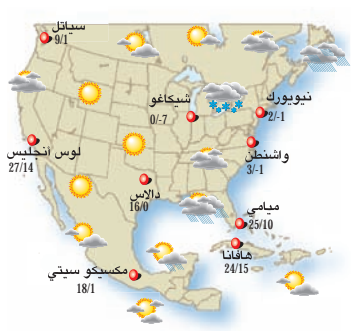 سياتل
9/1
شيكاغو
0/-7
نيويورك
2/-1
واشنطن
3/-1
لوس أنجليس
27/14
دالاس
16/0
ميامي
25/10
هافانا
24/15
مكسيكو سيتي
18/1